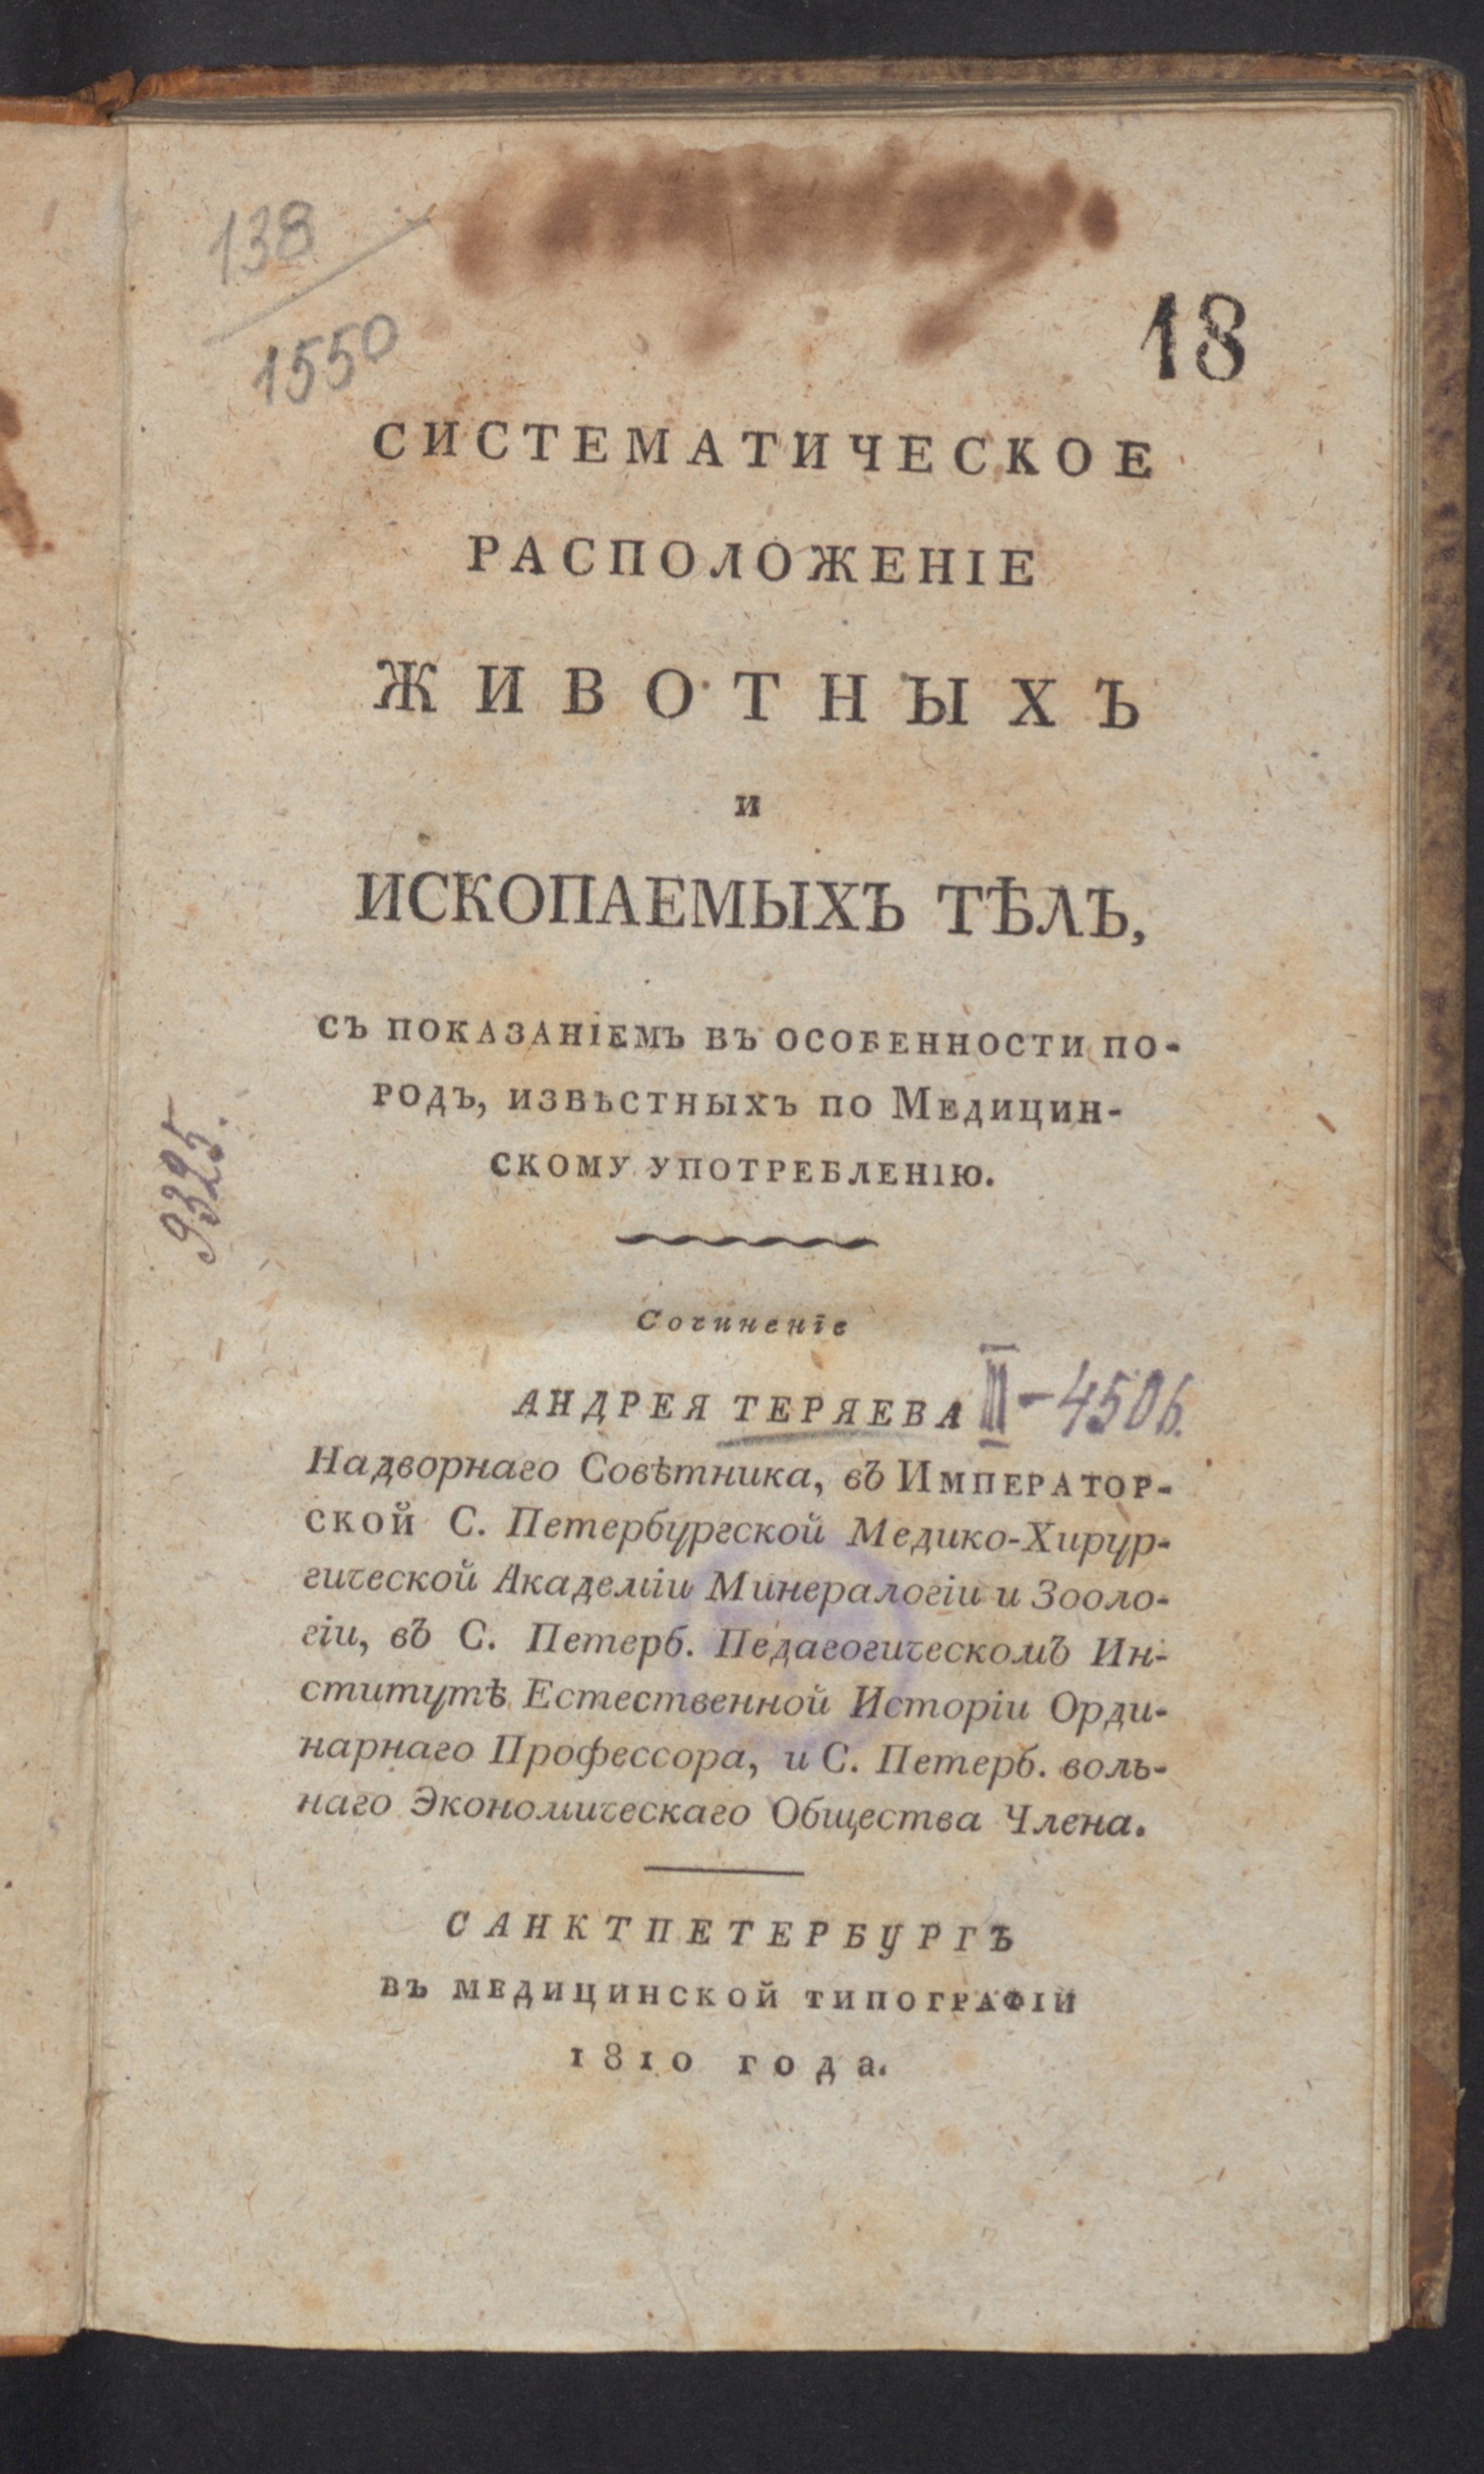 138
1550
18
СИСТЕМАТИЧЕСКОЕ
РАСПОЛОЖЕНІЕ
ЖИВОТНЫХЪ
И
ИСКОПАЕМЫХЪ ТѢЛЪ,
СЪ ПОКАЗАНІЕМЪ ВЪ ОСОБЕННОСТИ ПО-
РОДЪ, ИЗВѢСТНЫХЪ ПО МЕДИЦИН-
СКОМУ УПОТРЕБЛЕНІЮ.
9325.
Сочиненіе
АНДРЕЯ ТЕРЯЕВА III-4506.
Надворнаго Совѣтника, въ ИМПЕРАТОР-
СКОЙ С. Петербургской Медико-Хирур-
гической Академіи Минералогіи и Зооло-
гіи, въ С. Петерб. Педагогическомъ Ин-
ститутѣ Естественной Исторіи Орди-
нарнаго Профессора, и С. Петерб. воль-
наго Экономическаго Общества Члена.
САНКТПЕТЕРБУРГЪ
ВЪ МЕДИЦИНСКОЙ ТИПОГРАФІИ
1810 года.